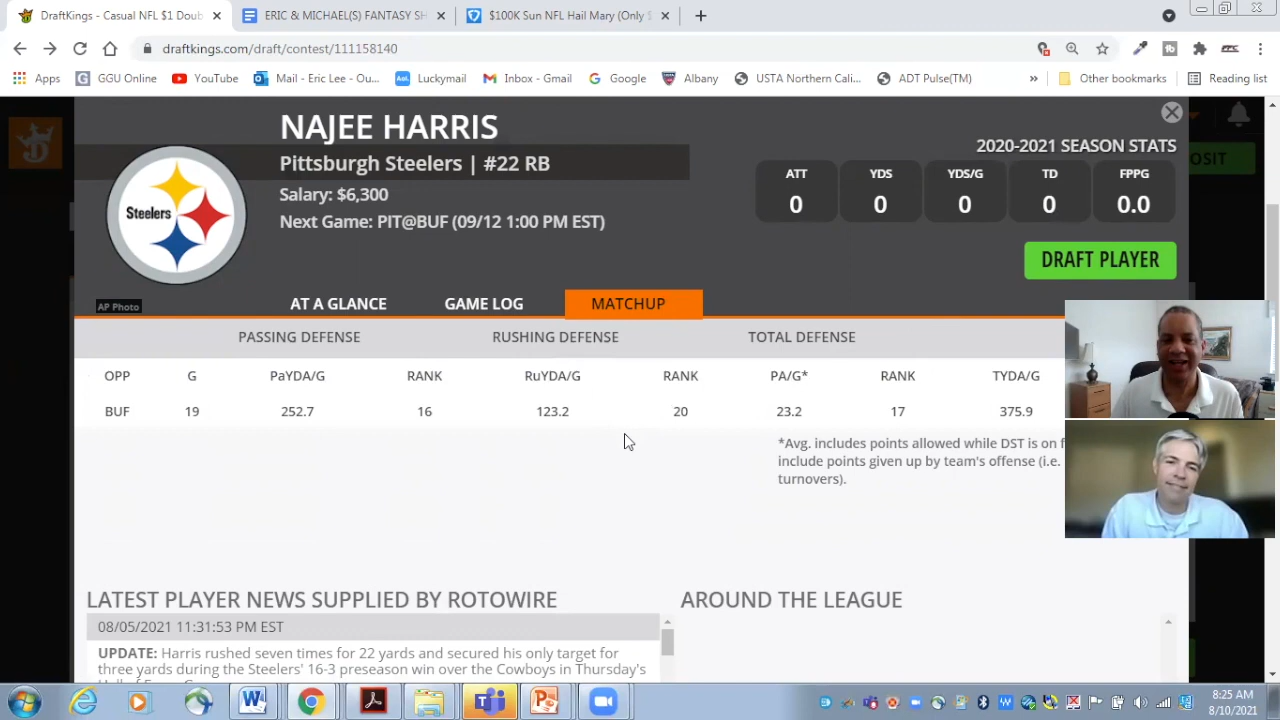 DraftKings - Casual NFL $1 Doub
ERIC & MICHAEL(S) FANTASY SH
$100K Sun NFL Hail Mary (Only $
draftkings.com/draft/contest/111158140
Apps
GGU Online
YouTube
Mail - Eric Lee - Ou...
Luckymail
Inbox - Gmail
Google
Albany
USTA Northern Cali...
ADT Pulse(TM)
»
Other bookmarks
Reading list
NAJEE HARRIS
Pittsburgh Steelers | #22 RB
Salary: $6,300
Next Game: PIT@BUF (09/12 1:00 PM EST)
Steelers
AP Photo
2020-2021 SEASON STATS
ATT YDS YDS/G TD FPPG
0 0 0 0 0.0
OSIT
DRAFT PLAYER
AT A GLANCE GAME LOG MATCHUP
PASSING DEFENSE RUSHING DEFENSE TOTAL DEFENSE
OPP G PaYDA/G RANK RuYDA/G RANK PA/G* RANK TYDA/G
BUF 19 252.7 16 123.2 20 23.2 17 375.9
*Avg. includes points allowed while DST is on f
include points given up by team's offense (i.e.
turnovers).
LATEST PLAYER NEWS SUPPLIED BY ROTOWIRE
AROUND THE LEAGUE
08/05/2021 11:31:53 PM EST
UPDATE: Harris rushed seven times for 22 yards and secured his only target for
three yards during the Steelers' 16-3 preseason win over the Cowboys in Thursday's
8:25 AM
8/10/2021